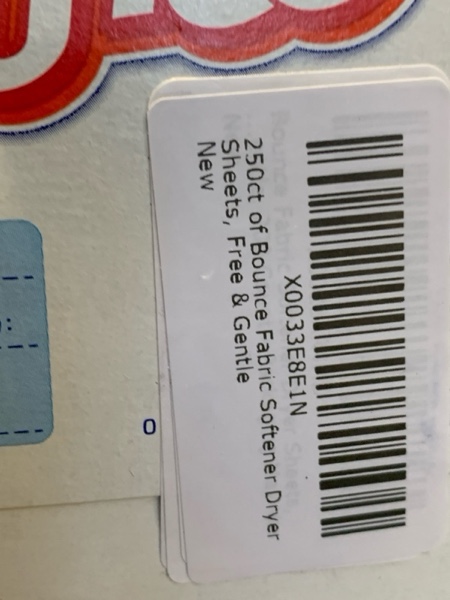 X0033E8E1N
250ct of Bounce Fabric Softener Dryer
Sheets, Free & Gentle
New